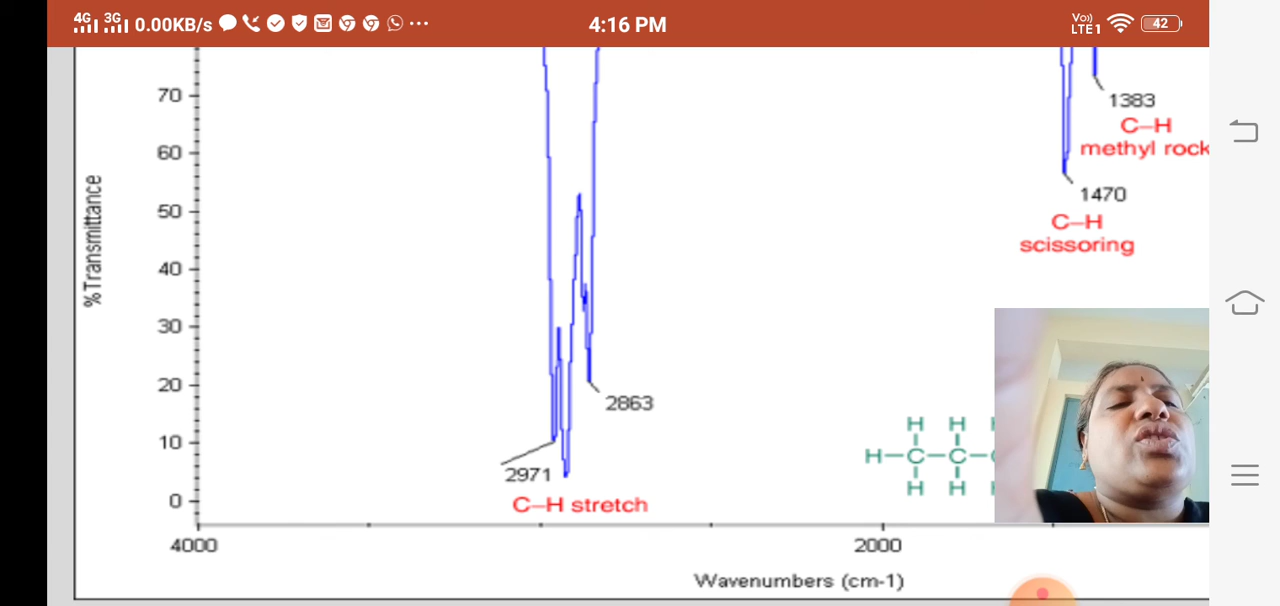 4G 3G 0.00KB/s 4:16 PM Vo)) LTE1 42
70
60
50
40
30
20
10
0
%Transmittance
1383
C–H
methyl rock
1470
C–H
scissoring
2863
2971
C–H stretch
H H H
H–C–C–
H H H
4000 2000
Wavenumbers (cm-1)